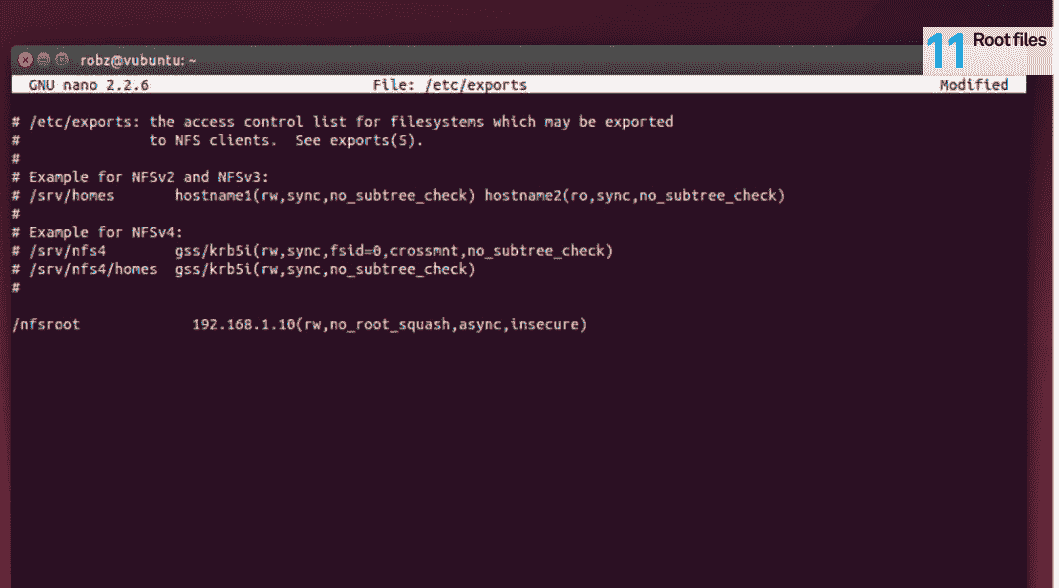 11 Root files
robz@vubuntu: ~
GNU nano 2.2.6 File: /etc/exports Modified
# /etc/exports: the access control list for filesystems which may be exported
# to NFS clients. See exports(5).
#
# Example for NFSv2 and NFSv3:
# /srv/homes hostname1(rw,sync,no_subtree_check) hostname2(ro,sync,no_subtree_check)
#
# Example for NFSv4:
# /srv/nfs4 gss/krb5i(rw,sync,fsid=0,crossmnt,no_subtree_check)
# /srv/nfs4/homes gss/krb5i(rw,sync,no_subtree_check)
#
/nfsroot 192.168.1.10(rw,no_root_squash,async,insecure)